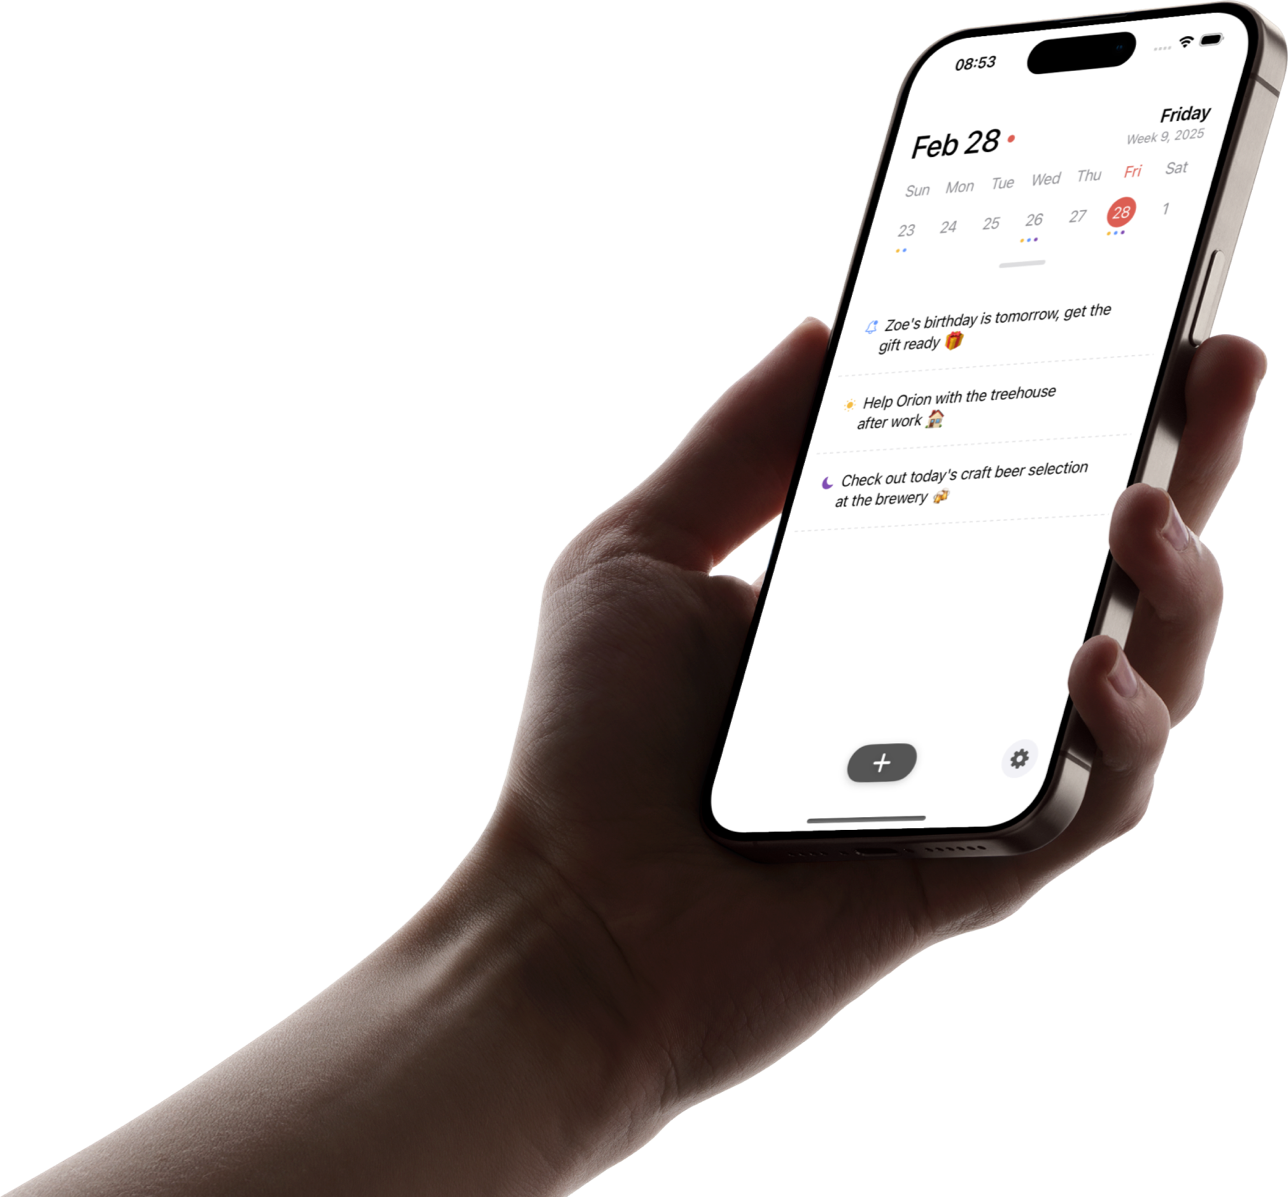 08:53
Friday
Feb 28
Week 9, 2025
Sun Mon Tue Wed Thu Fri Sat
23 24 25 26 27 28 1
Zoe's birthday is tomorrow, get the
gift ready 🎁
Help Orion with the treehouse
after work 🏠
Check out today's craft beer selection
at the brewery 🍻
+